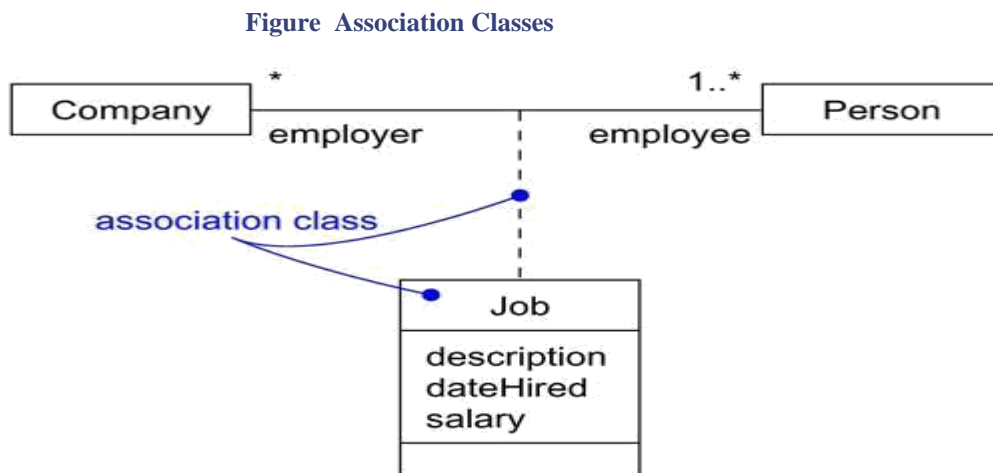 Figure Association Classes
* 1..*
Company Person
employer employee
association class
Job
description
dateHired
salary